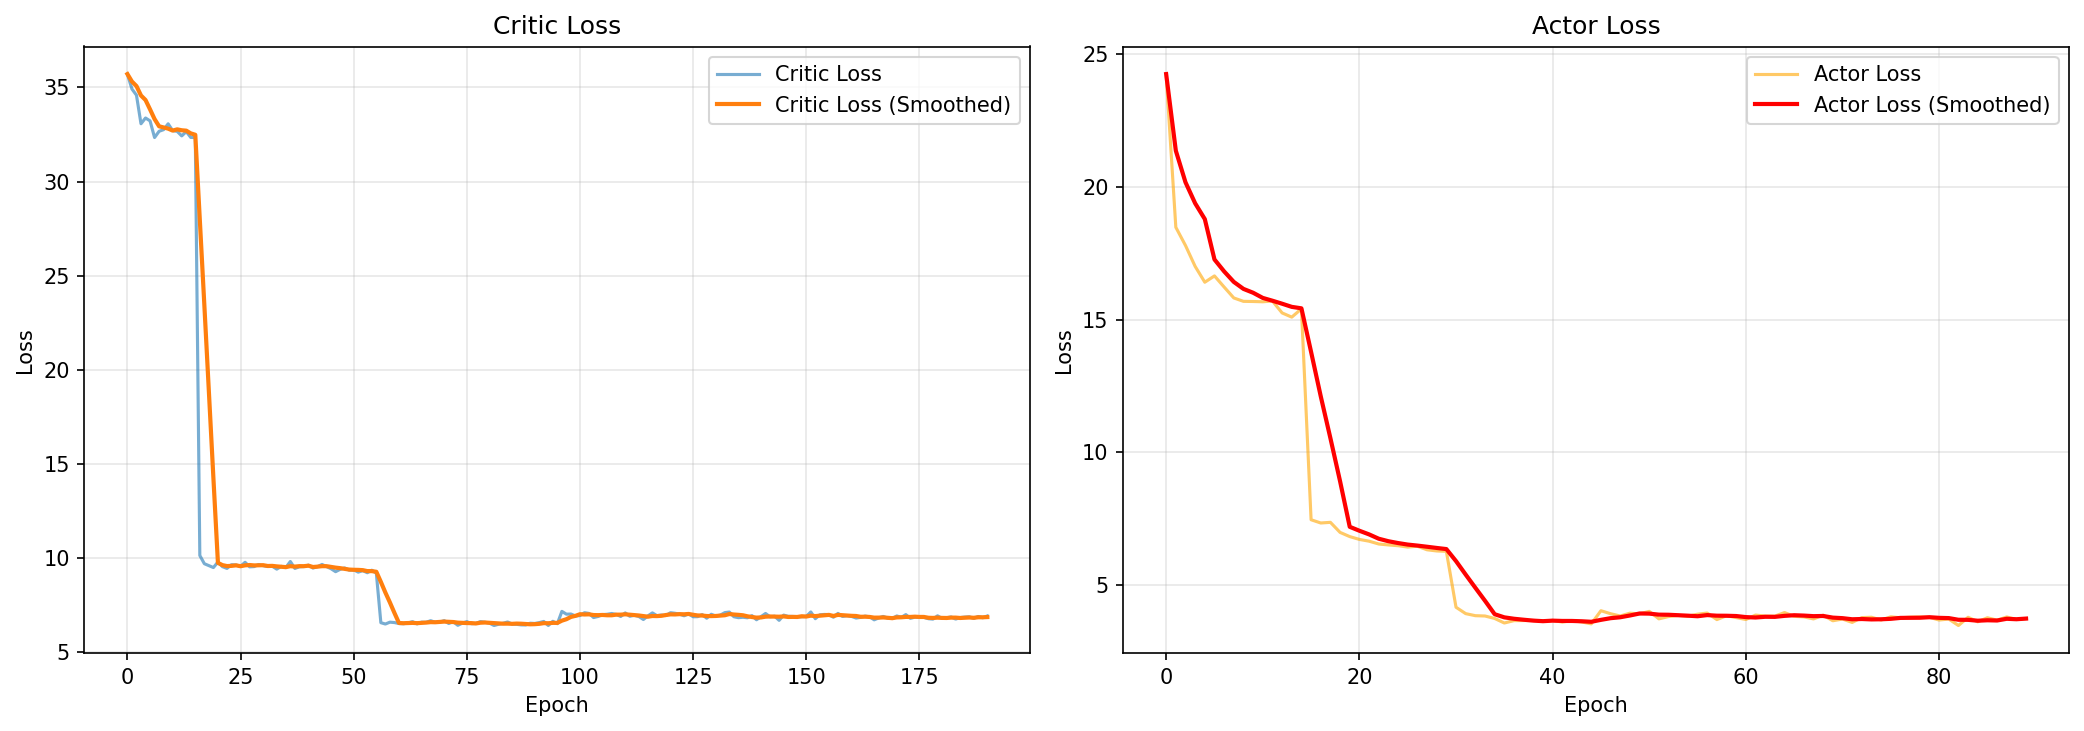 Critic Loss
Critic Loss
Critic Loss (Smoothed)
35
30
25
20
15
10
5
Loss
0 25 50 75 100 125 150 175
Epoch
Actor Loss
Actor Loss
Actor Loss (Smoothed)
25
20
15
10
5
Loss
0 20 40 60 80
Epoch